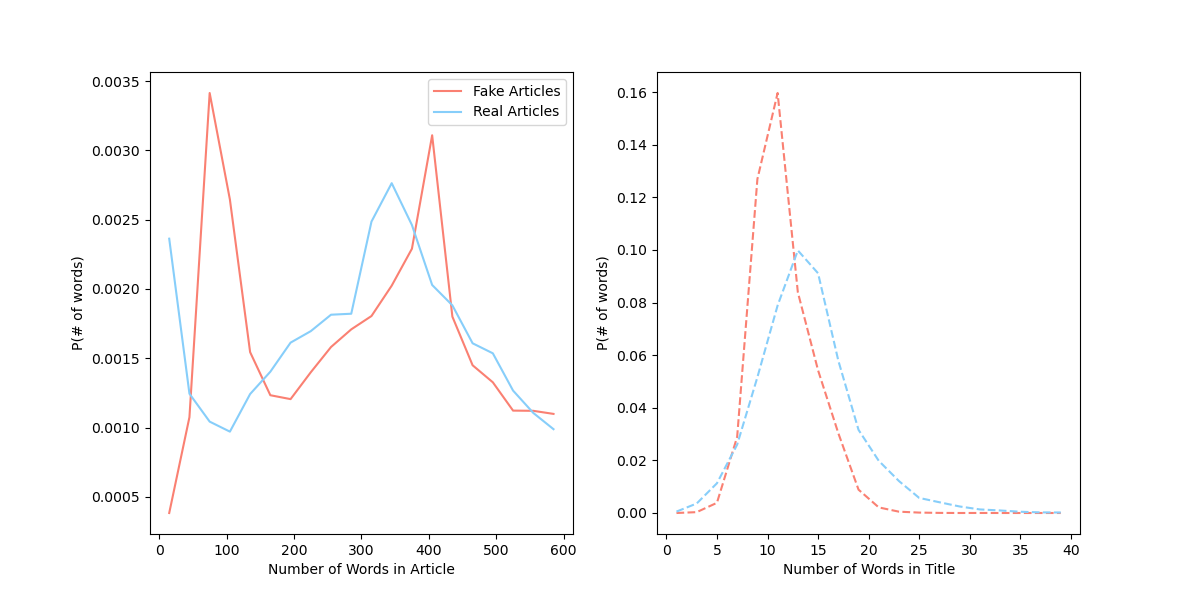 Fake Articles
Real Articles
0.0035
0.0030
0.0025
0.0020
0.0015
0.0010
0.0005
P(# of words)
0 100 200 300 400 500 600
Number of Words in Article
0.16
0.14
0.12
0.10
0.08
0.06
0.04
0.02
0.00
P(# of words)
0 5 10 15 20 25 30 35 40
Number of Words in Title